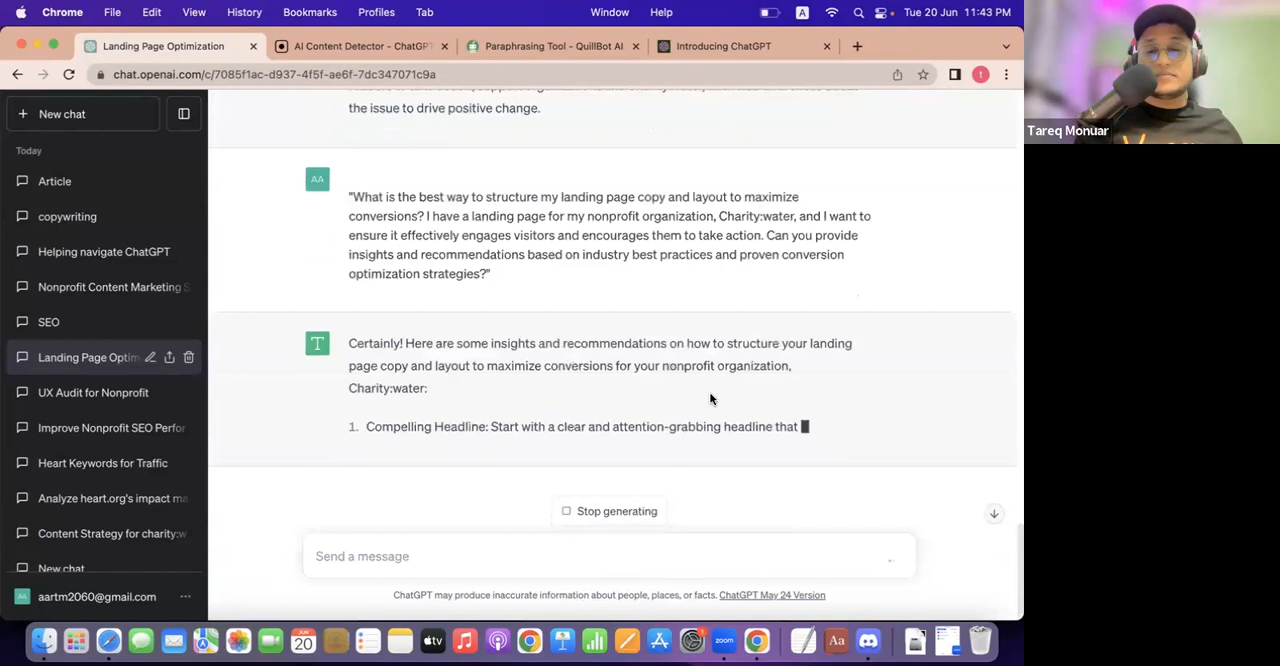 Chrome File Edit View History Bookmarks Profiles Tab Window Help A Tue 20 Jun 11:43 PM
Landing Page Optimization AI Content Detector - ChatGP Paraphrasing Tool - QuillBot AI Introducing ChatGPT
chat.openai.com/c/7085f1ac-d937-4f5f-ae6f-7dc347071c9a t
New chat
Today
Article
copywriting
Helping navigate ChatGPT
Nonprofit Content Marketing S
SEO
Landing Page Optim
UX Audit for Nonprofit
Improve Nonprofit SEO Perfor
Heart Keywords for Traffic
Analyze heart.org's impact ma
Content Strategy for charity:w
New chat
aartm2060@gmail.com
the issue to drive positive change.
AA
"What is the best way to structure my landing page copy and layout to maximize
conversions? I have a landing page for my nonprofit organization, Charity:water, and I want to
ensure it effectively engages visitors and encourages them to take action. Can you provide
insights and recommendations based on industry best practices and proven conversion
optimization strategies?"
T
Certainly! Here are some insights and recommendations on how to structure your landing
page copy and layout to maximize conversions for your nonprofit organization,
Charity:water:
1. Compelling Headline: Start with a clear and attention-grabbing headline that
Stop generating
Send a message
ChatGPT may produce inaccurate information about people, places, or facts. ChatGPT May 24 Version
JUN
20
tv
zoom
Aa
Tareq Monuar